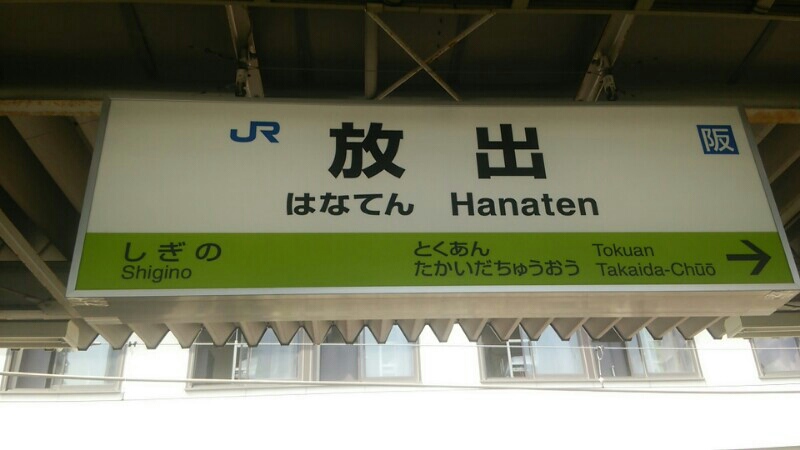 JR 放出 阪
はなてん Hanaten
しぎの
Shigino
とくあん Tokuan
たかいだちゅうおう Takaida-Chūō →